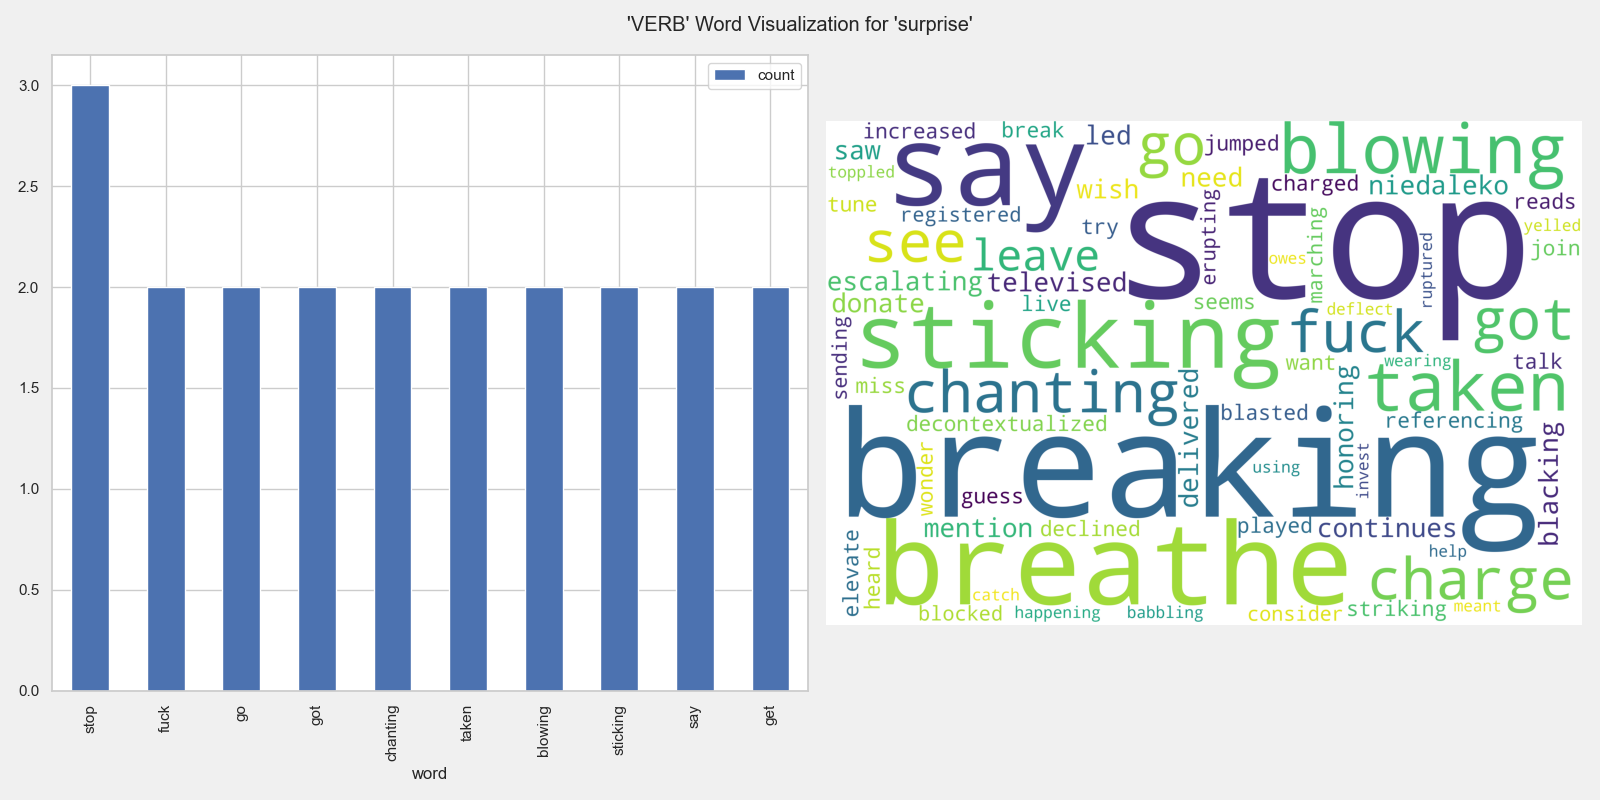 'VERB' Word Visualization for 'surprise'
3.0
2.5
2.0
1.5
1.0
0.5
0.0
count
stop
fuck
go
got
chanting
taken
blowing
sticking
say
get
word
increased
break
led
go
jumped
blowing
saw
say
toppled
wish
need
charged
niedaleko
tune
registered
try
stop
reads
yelled
see
leave
erupting
owes
marching
ruptured
join
escalating
televised
donate
live
seems
deflect
got
sending
sticking
fuck
want
wearing
talk
miss
chanting
delivered
taken
blasted
honoring
referencing
decontextualized
breaking
wonder
using
invest
blacking
guess
mention
declined
played
continues
elevate
heard
breathe
help
charge
catch
blocked
happening
babbling
consider
striking
meant